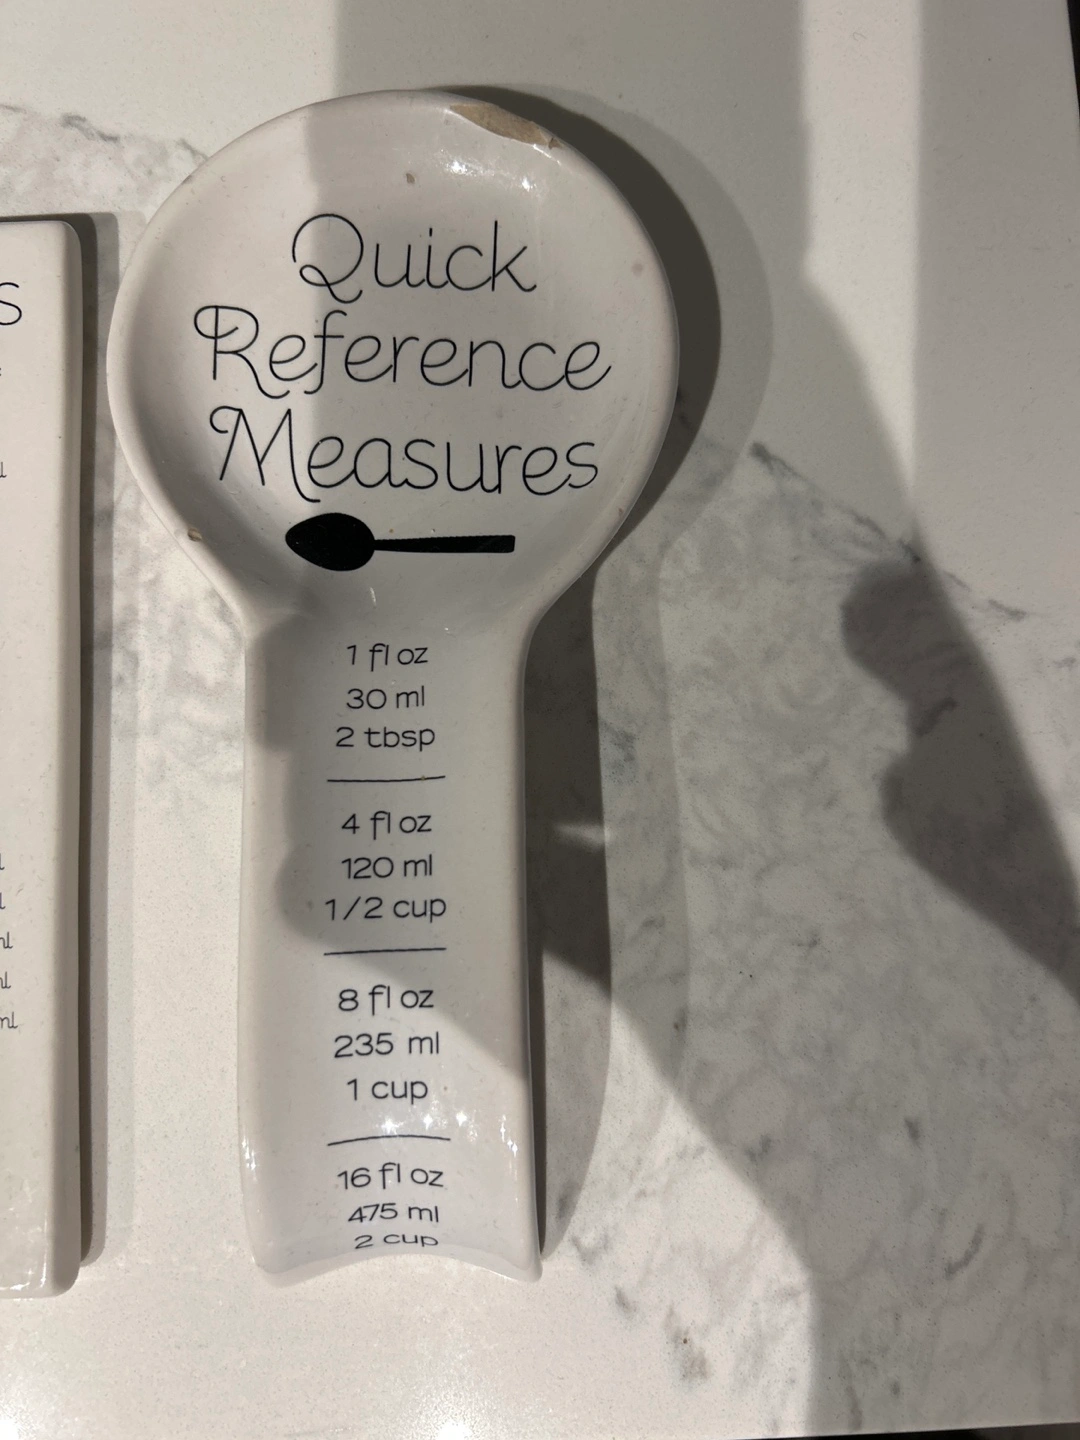 Quick
Reference
Measures
1 fl oz
30 ml
2 tbsp
4 fl oz
120 ml
1/2 cup
8 fl oz
235 ml
1 cup
16 fl oz
475 ml
2 cup